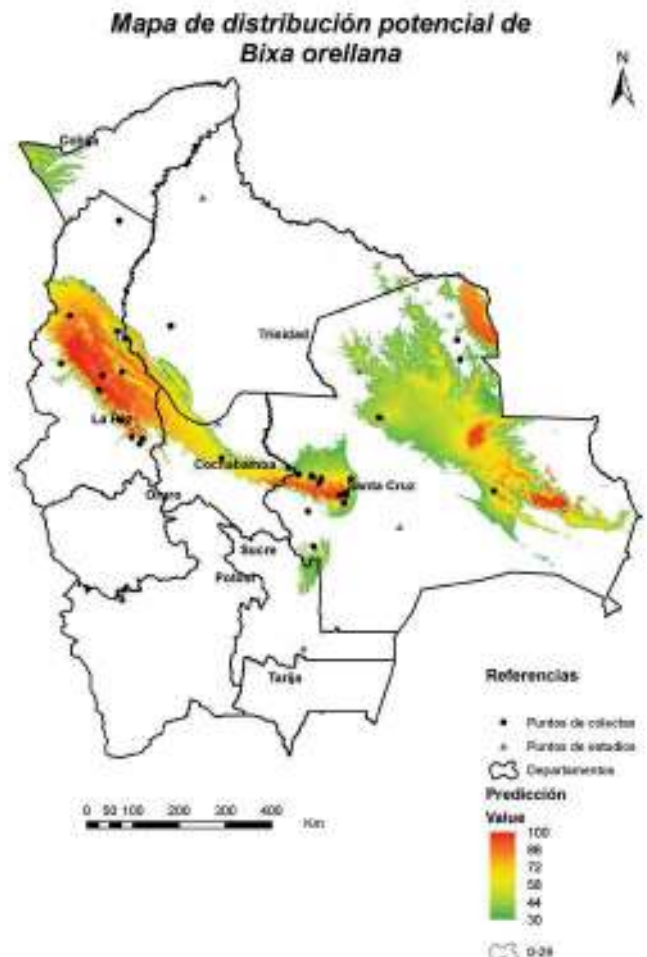 Mapa de distribución potencial de
Bixa orellana
N
Cobija
Trinidad
La Paz
Cochabamba
Santa Cruz
Oruro
Sucre
Potosí
Tarija
Referencias
Puntos de colectas
Puntos de estudios
Departamentos
Predicción
Value
100
86
72
58
44
30
0-29
0 50 100 200 300 400
Km